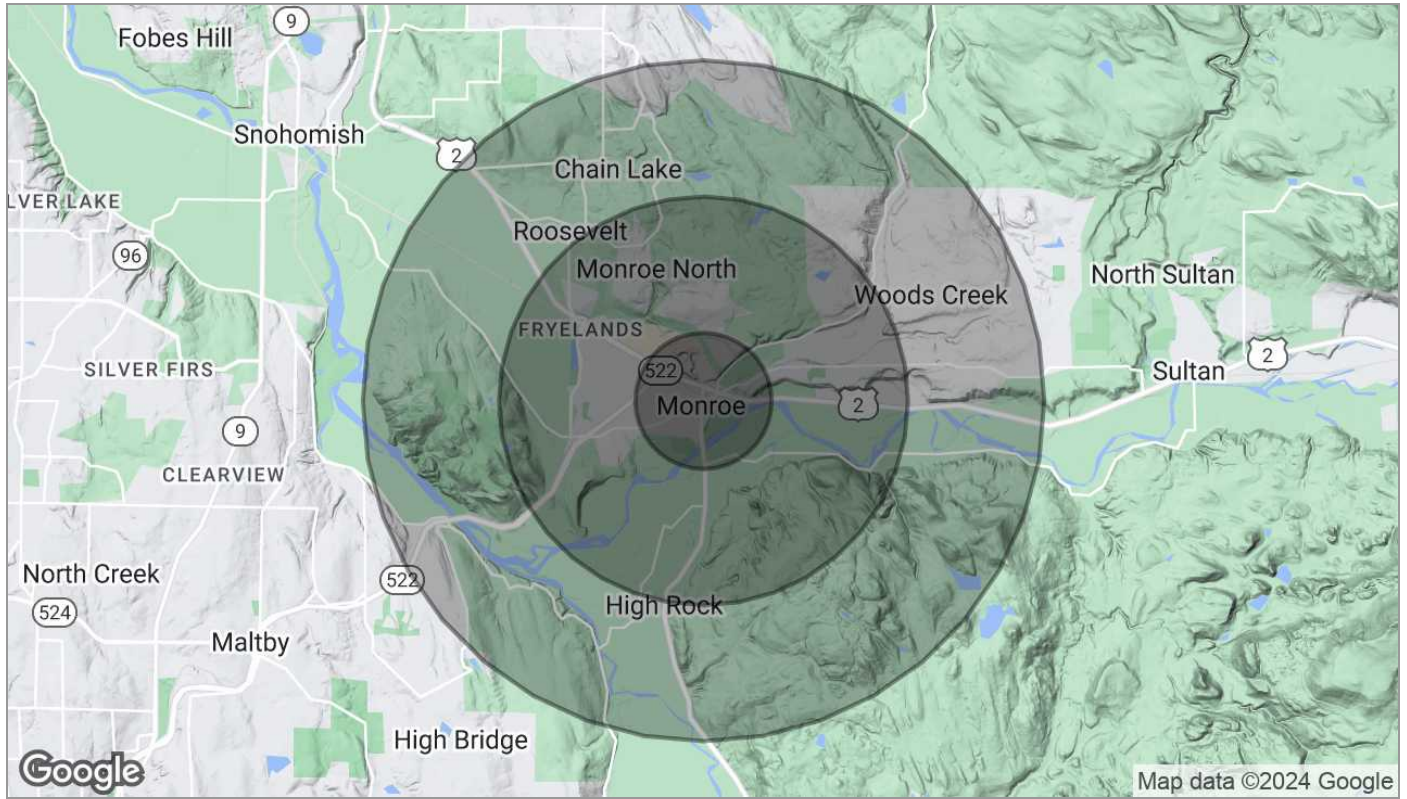 9
Fobes Hill
Snohomish
2
Chain Lake
LVER LAKE
Roosevelt
96
Monroe North
North Sultan
Woods Creek
FRYELANDS
2
SILVER FIRS
522
Sultan
Monroe
2
9
CLEARVIEW
North Creek
522
524
High Rock
Maltby
High Bridge
Google
Map data ©2024 Google